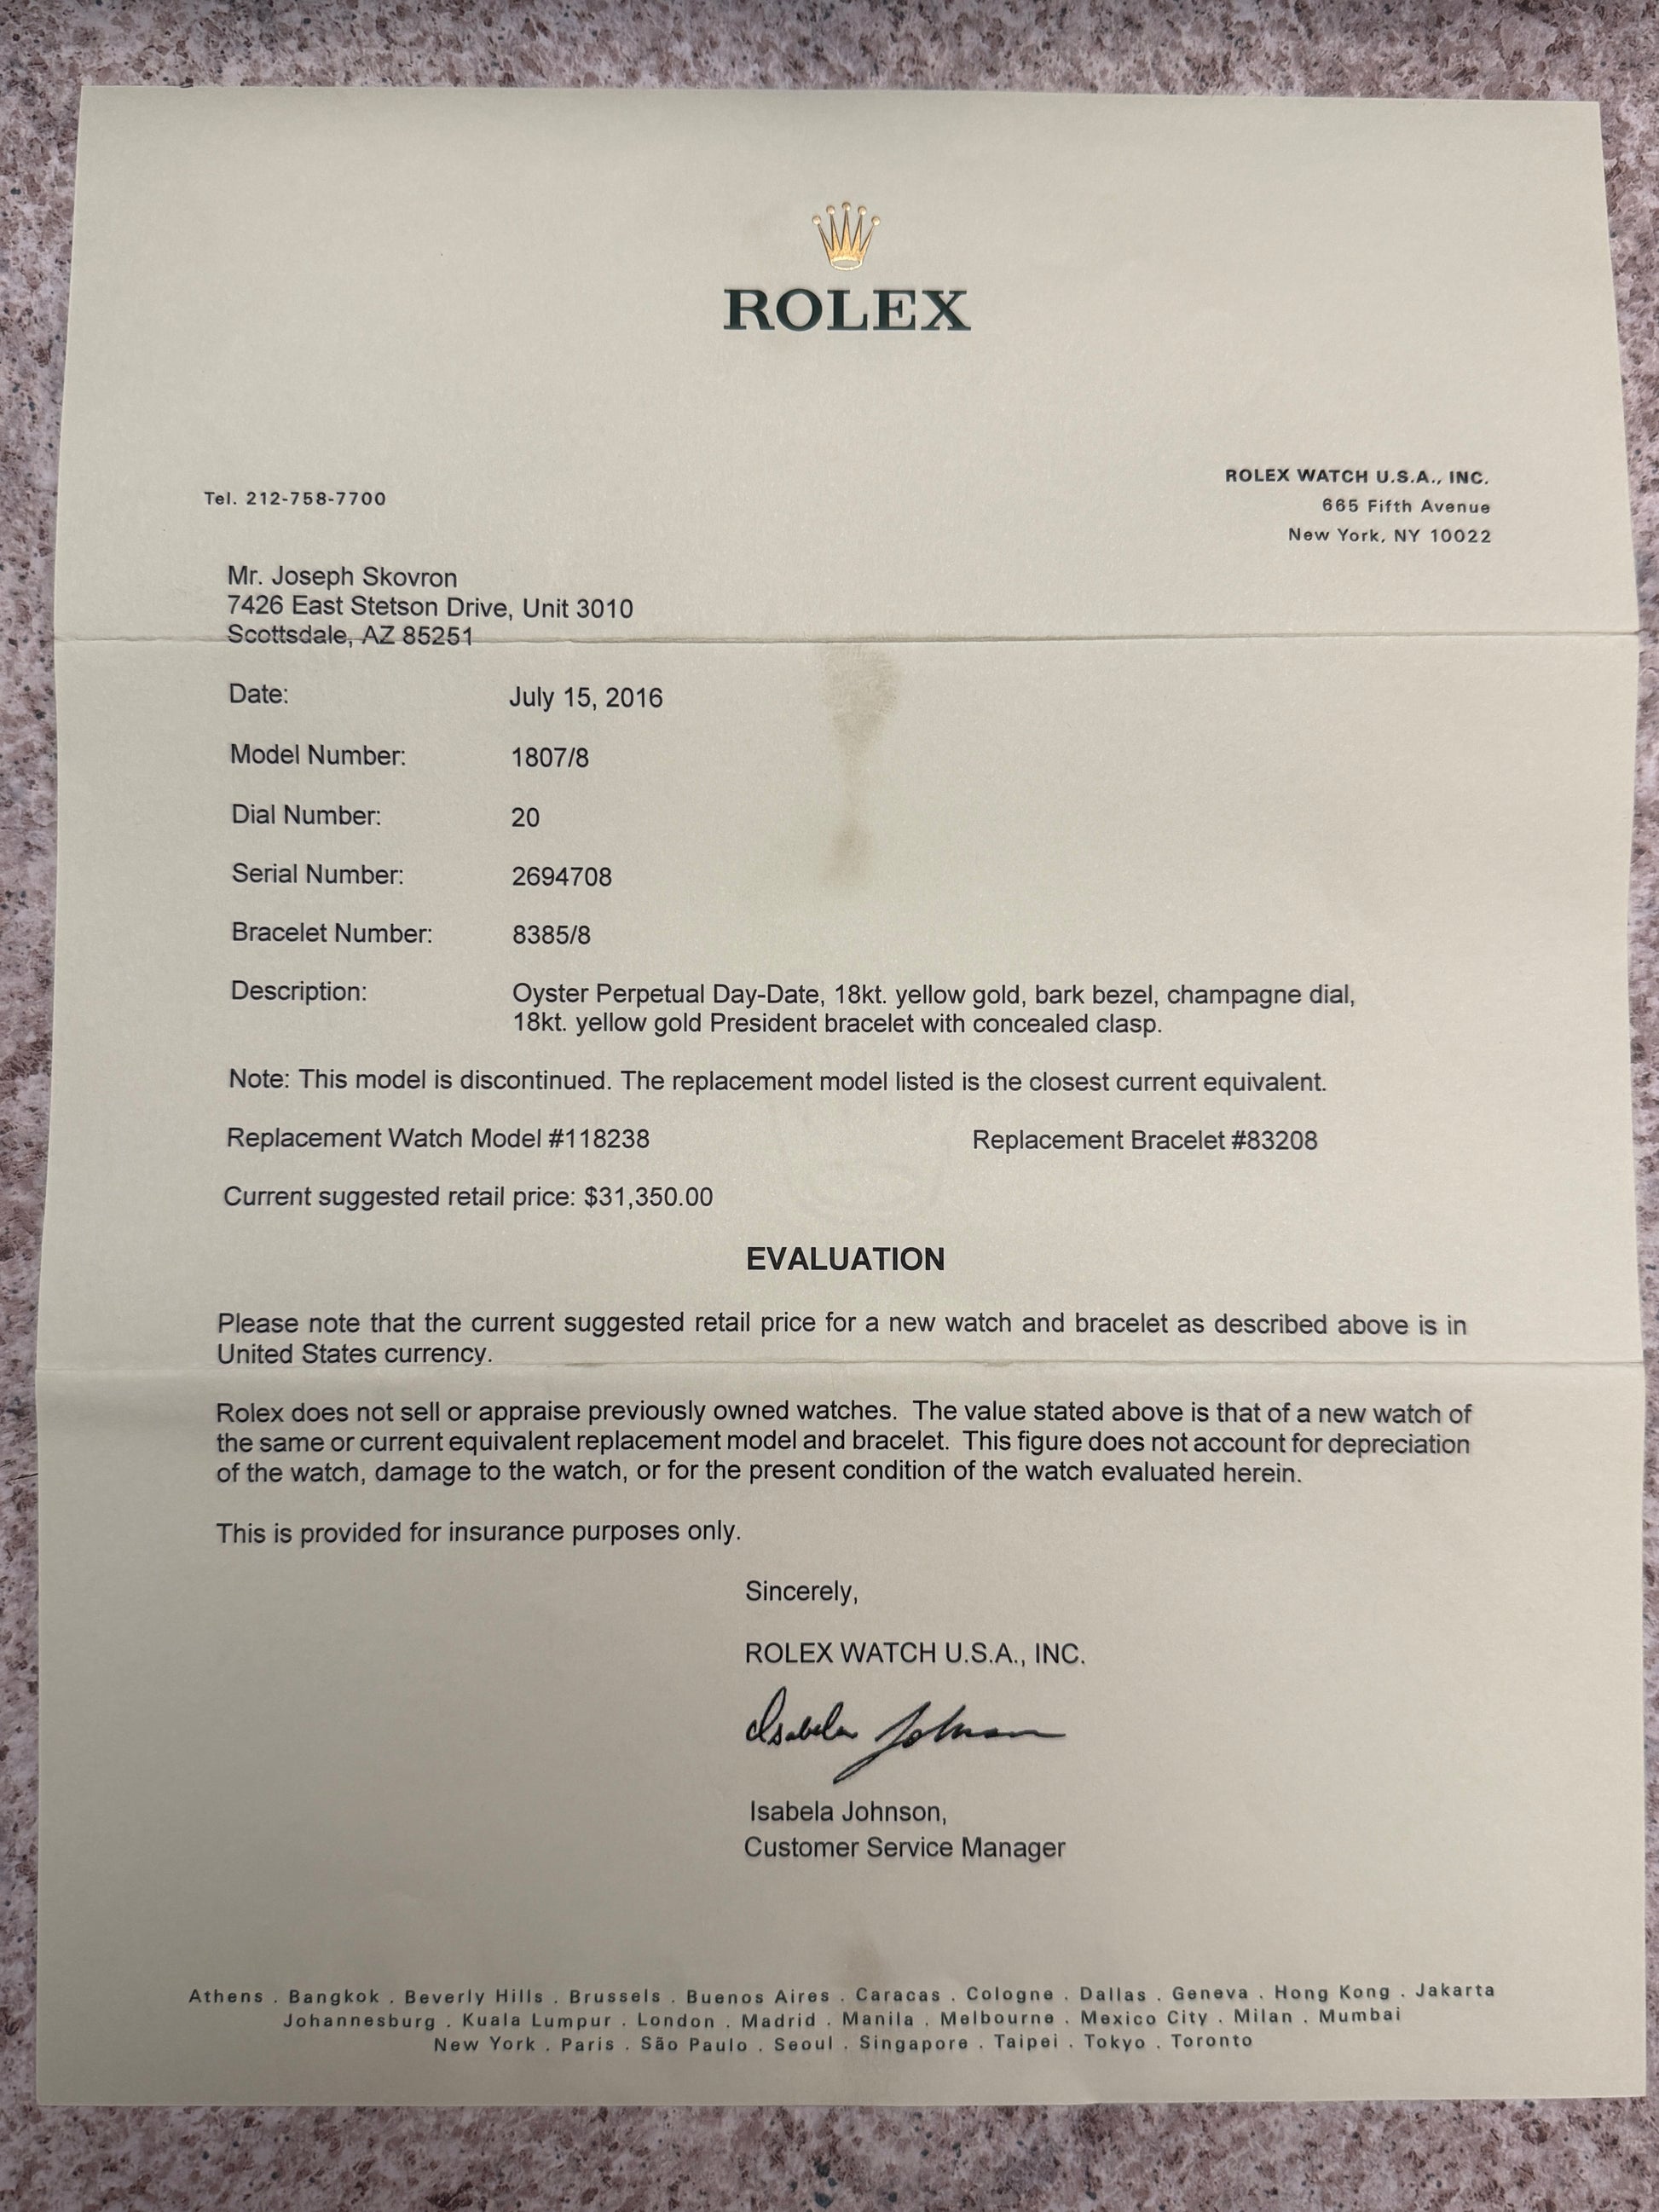 ROLEX
ROLEX WATCH U.S.A., INC.
Tel. 212-758-7700
665 Fifth Avenue
New York, NY 10022
Mr. Joseph Skovron
7426 East Stetson Drive, Unit 3010
Scottsdale, AZ 85251
Date: July 15, 2016
Model Number: 1807/8
Dial Number: 20
Serial Number: 2694708
Bracelet Number: 8385/8
Description: Oyster Perpetual Day-Date, 18kt. yellow gold, bark bezel, champagne dial,
18kt. yellow gold President bracelet with concealed clasp.
Note: This model is discontinued. The replacement model listed is the closest current equivalent.
Replacement Watch Model #118238 Replacement Bracelet #83208
Current suggested retail price: $31,350.00
EVALUATION
Please note that the current suggested retail price for a new watch and bracelet as described above is in
United States currency.
Rolex does not sell or appraise previously owned watches. The value stated above is that of a new watch of
the same or current equivalent replacement model and bracelet. This figure does not account for depreciation
of the watch, damage to the watch, or for the present condition of the watch evaluated herein.
This is provided for insurance purposes only.
Sincerely,
ROLEX WATCH U.S.A., INC.
Isabela Johnson
Isabela Johnson,
Customer Service Manager
Athens . Bangkok . Beverly Hills . Brussels . Buenos Aires . Caracas . Cologne . Dallas . Geneva . Hong Kong . Jakarta
Johannesburg . Kuala Lumpur . London . Madrid . Manila . Melbourne . Mexico City . Milan . Mumbai
New York . Paris . São Paulo . Seoul . Singapore . Taipei . Tokyo . Toronto